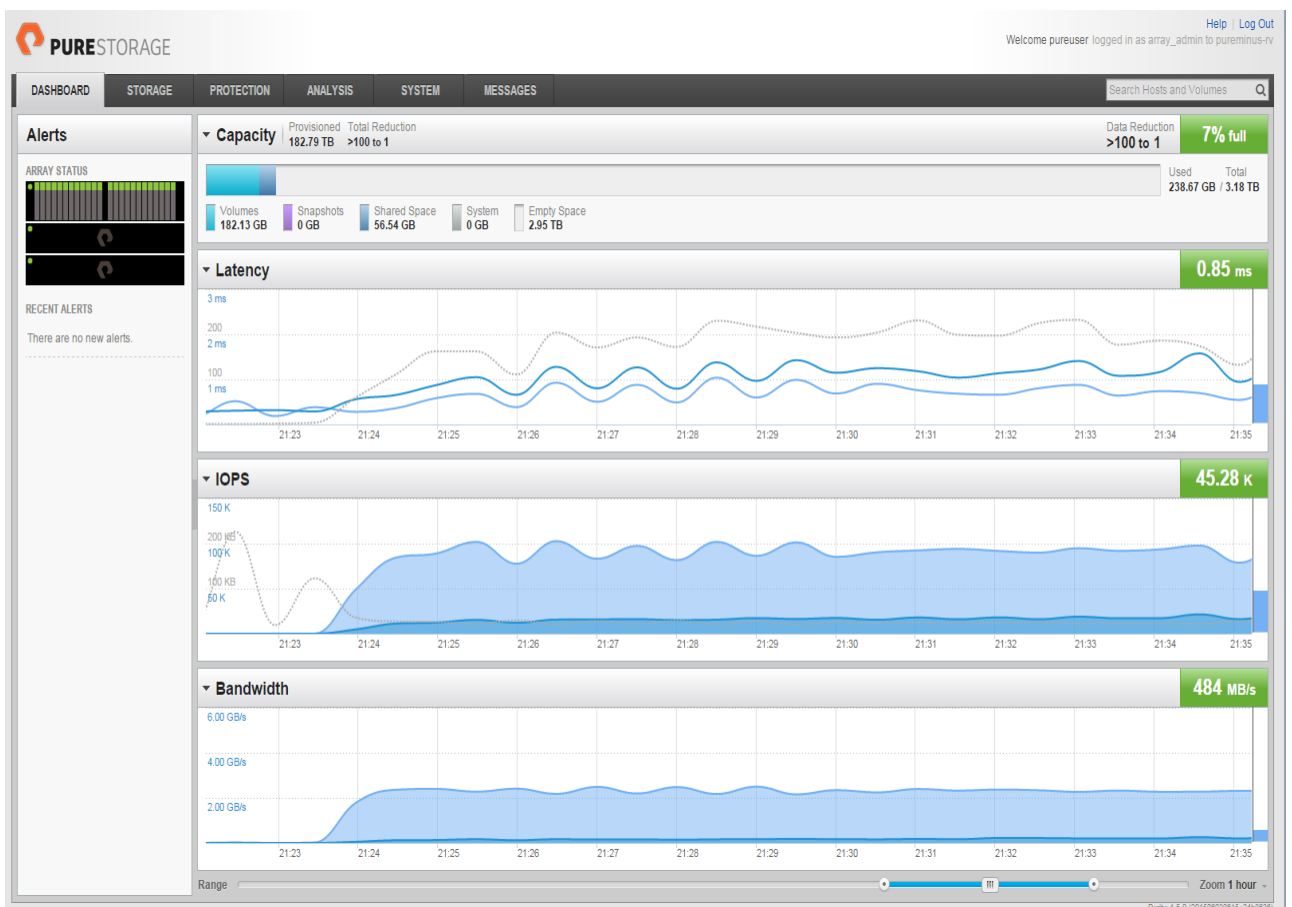 Help | Log Out
PURESTORAGE
Welcome pureuser logged in as array_admin to pureminus-rv
DASHBOARD STORAGE PROTECTION ANALYSIS SYSTEM MESSAGES
Search Hosts and Volumes
Alerts
ARRAY STATUS
RECENT ALERTS
There are no new alerts.
Capacity
Provisioned Total Reduction
182.79 TB >100 to 1
Data Reduction
>100 to 1
7% full
Used Total
238.67 GB / 3.18 TB
Volumes Snapshots Shared Space System Empty Space
182.13 GB 0 GB 56.54 GB 0 GB 2.95 TB
Latency
0.85 ms
3 ms
200
2 ms
100
1 ms
21:23 21:24 21:25 21:26 21:27 21:28 21:29 21:30 21:31 21:32 21:33 21:34 21:35
IOPS
45.28 K
150 K
200 KB
100 K
100 KB
50 K
21:23 21:24 21:25 21:26 21:27 21:28 21:29 21:30 21:31 21:32 21:33 21:34 21:35
Bandwidth
484 MB/s
6.00 GB/s
4.00 GB/s
2.00 GB/s
21:23 21:24 21:25 21:26 21:27 21:28 21:29 21:30 21:31 21:32 21:33 21:34 21:35
Range
Zoom 1 hour